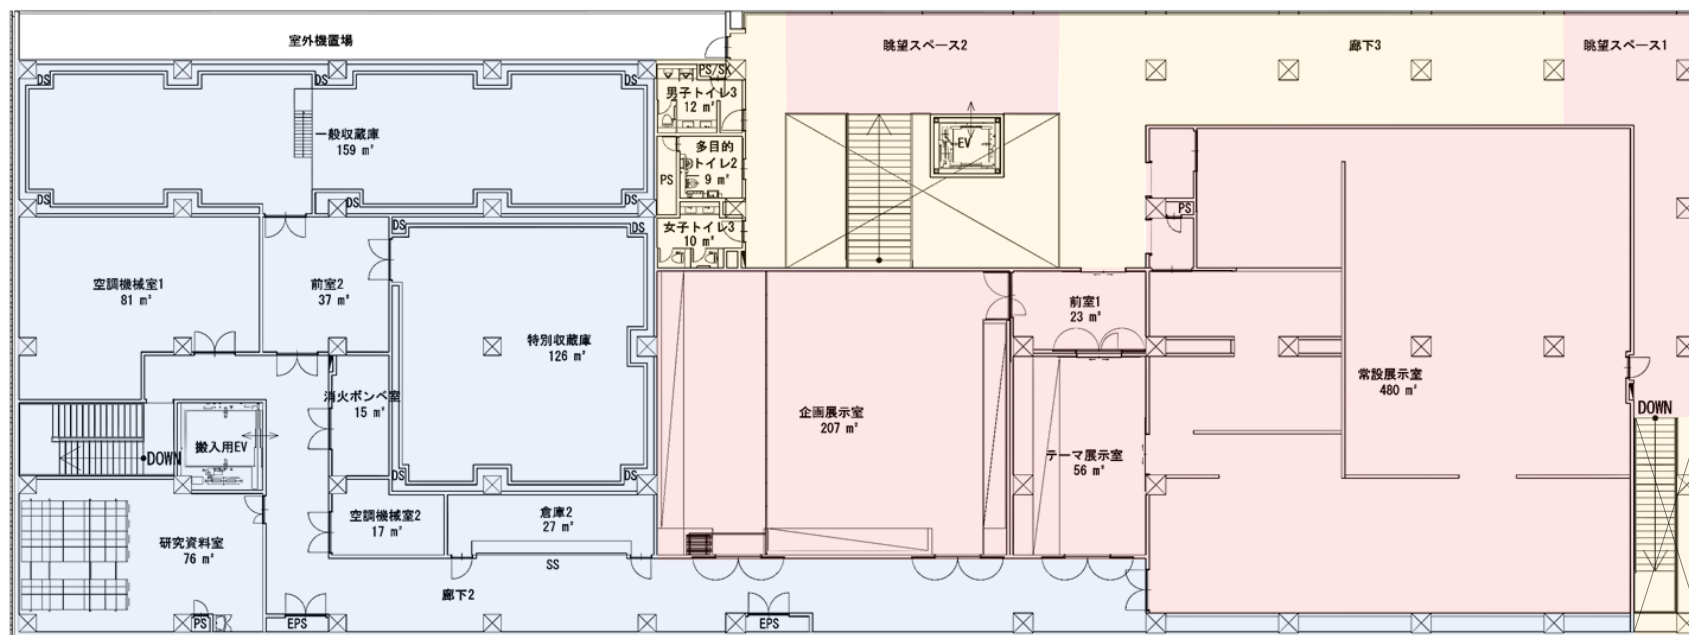 室外機置場
眺望スペース2
廊下3
眺望スペース1
DS
DS
DS
DS
PS/SK
男子トイレ3
12 ㎡
一般収蔵庫
159 ㎡
多目的
トイレ2
9 ㎡
EV
PS
DS
DS
DS
PS
DS
DS
女子トイレ3
10 ㎡
空調機械室1
81 ㎡
前室2
37 ㎡
前室1
23 ㎡
特別収蔵庫
126 ㎡
常設展示室
480 ㎡
消火ボンベ室
15 ㎡
企画展示室
207 ㎡
DOWN
搬入用EV
DOWN
テーマ展示室
56 ㎡
DS
DS
空調機械室2
17 ㎡
倉庫2
27 ㎡
研究資料室
76 ㎡
SS
廊下2
PS
EPS
EPS